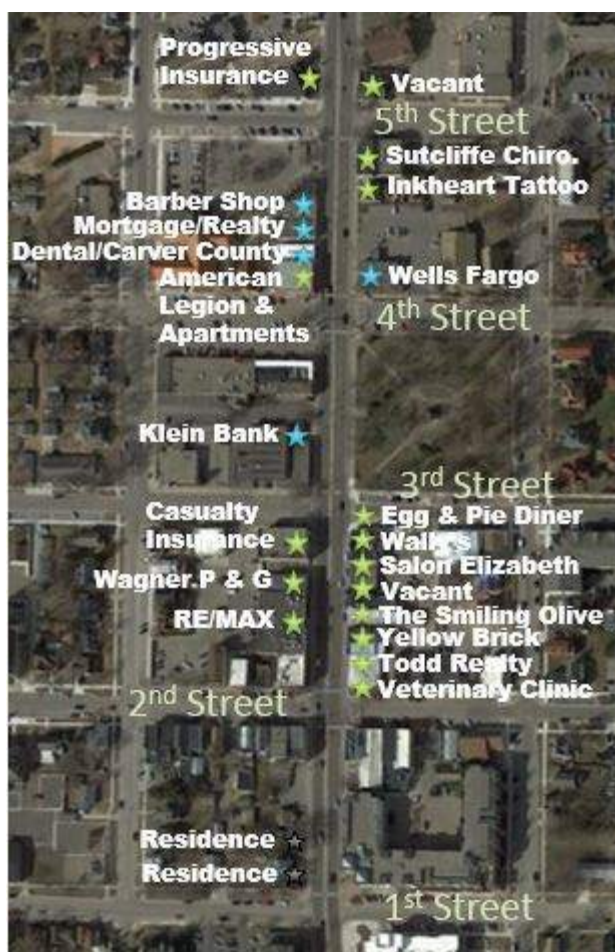 Progressive
Insurance
Vacant
5th Street
Sutcliffe Chiro.
Inkheart Tattoo
Barber Shop
Mortgage/Realty
Dental/Carver County
American
Legion &
Apartments
Wells Fargo
4th Street
Klein Bank
3rd Street
Casualty
Insurance
Egg & Pie Diner
Wally's
Salon Elizabeth
Wagner P & G
Vacant
RE/MAX
The Smiling Olive
Yellow Brick
Todd Realty
Veterinary Clinic
2nd Street
Residence
Residence
1st Street